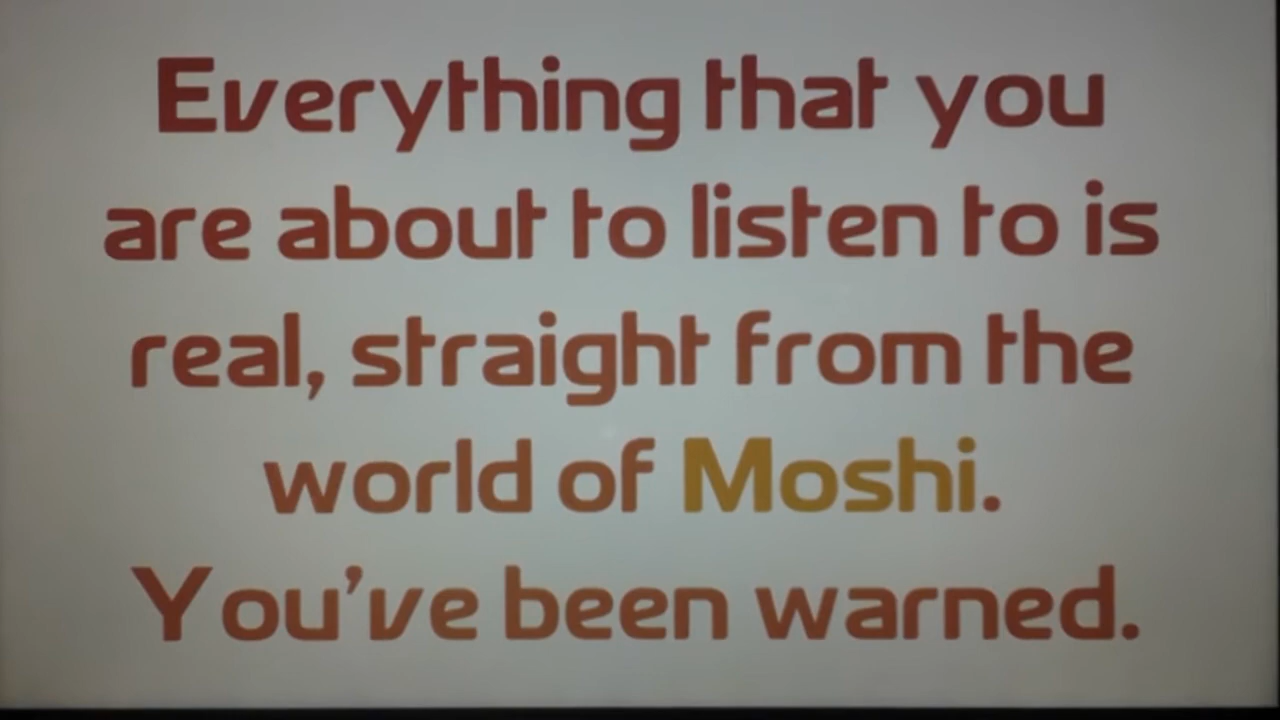 Everything that you
are about to listen to is
real, straight from the
world of Moshi.
You've been warned.